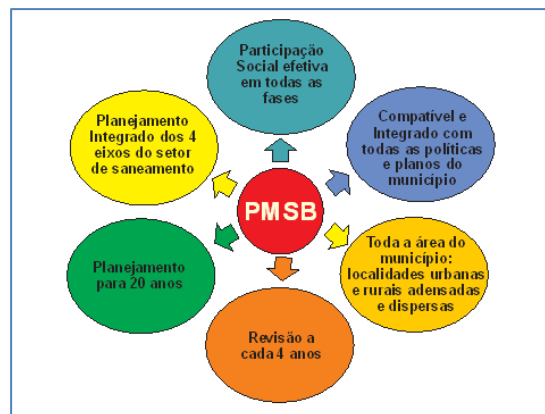 Participação
Social efetiva
em todas as
fases
Planejamento
Integrado dos 4
eixos do setor
de saneamento
Compatível e
Integrado com
todas as políticas
e planos do
município
PMSB
Planejamento
para 20 anos
Toda a área do
município:
localidades urbanas
e rurais adensadas
e dispersas
Revisão a
cada 4 anos